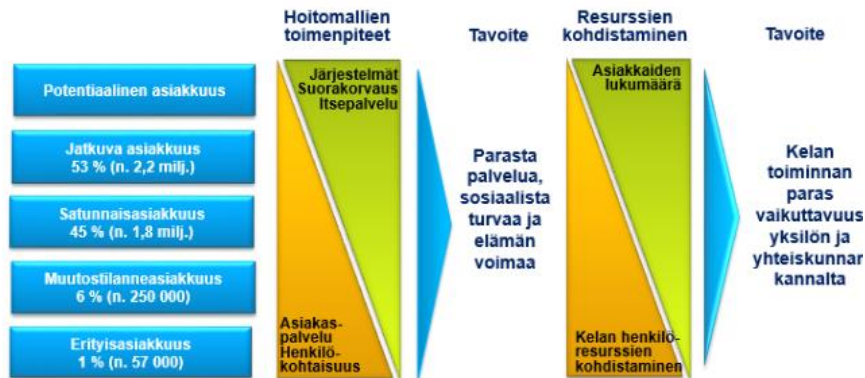 Hoitomallien
toimenpiteet
Tavoite
Resurssien
kohdistaminen
Tavoite
Potentiaalinen asiakkuus
Jatkuva asiakkuus
53 % (n. 2,2 milj.)
Satunnaisasiakkuus
45 % (n. 1,8 milj.)
Muutostilanneasiakkuus
6 % (n. 250 000)
Erityisasiakkuus
1 % (n. 57 000)
Järjestelmät
Suorakorvaus
Itsepalvelu
Asiakas-
palvelu
Henkilö-
kohtaisuus
Parasta
palvelua,
sosiaalista
turvaa ja
elämän
voimaa
Asiakkaiden
lukumäärä
Kelan henkilö-
resurssien
kohdistaminen
Kelan
toiminnan
paras
vaikuttavuus
yksilön ja
yhteiskunnan
kannalta